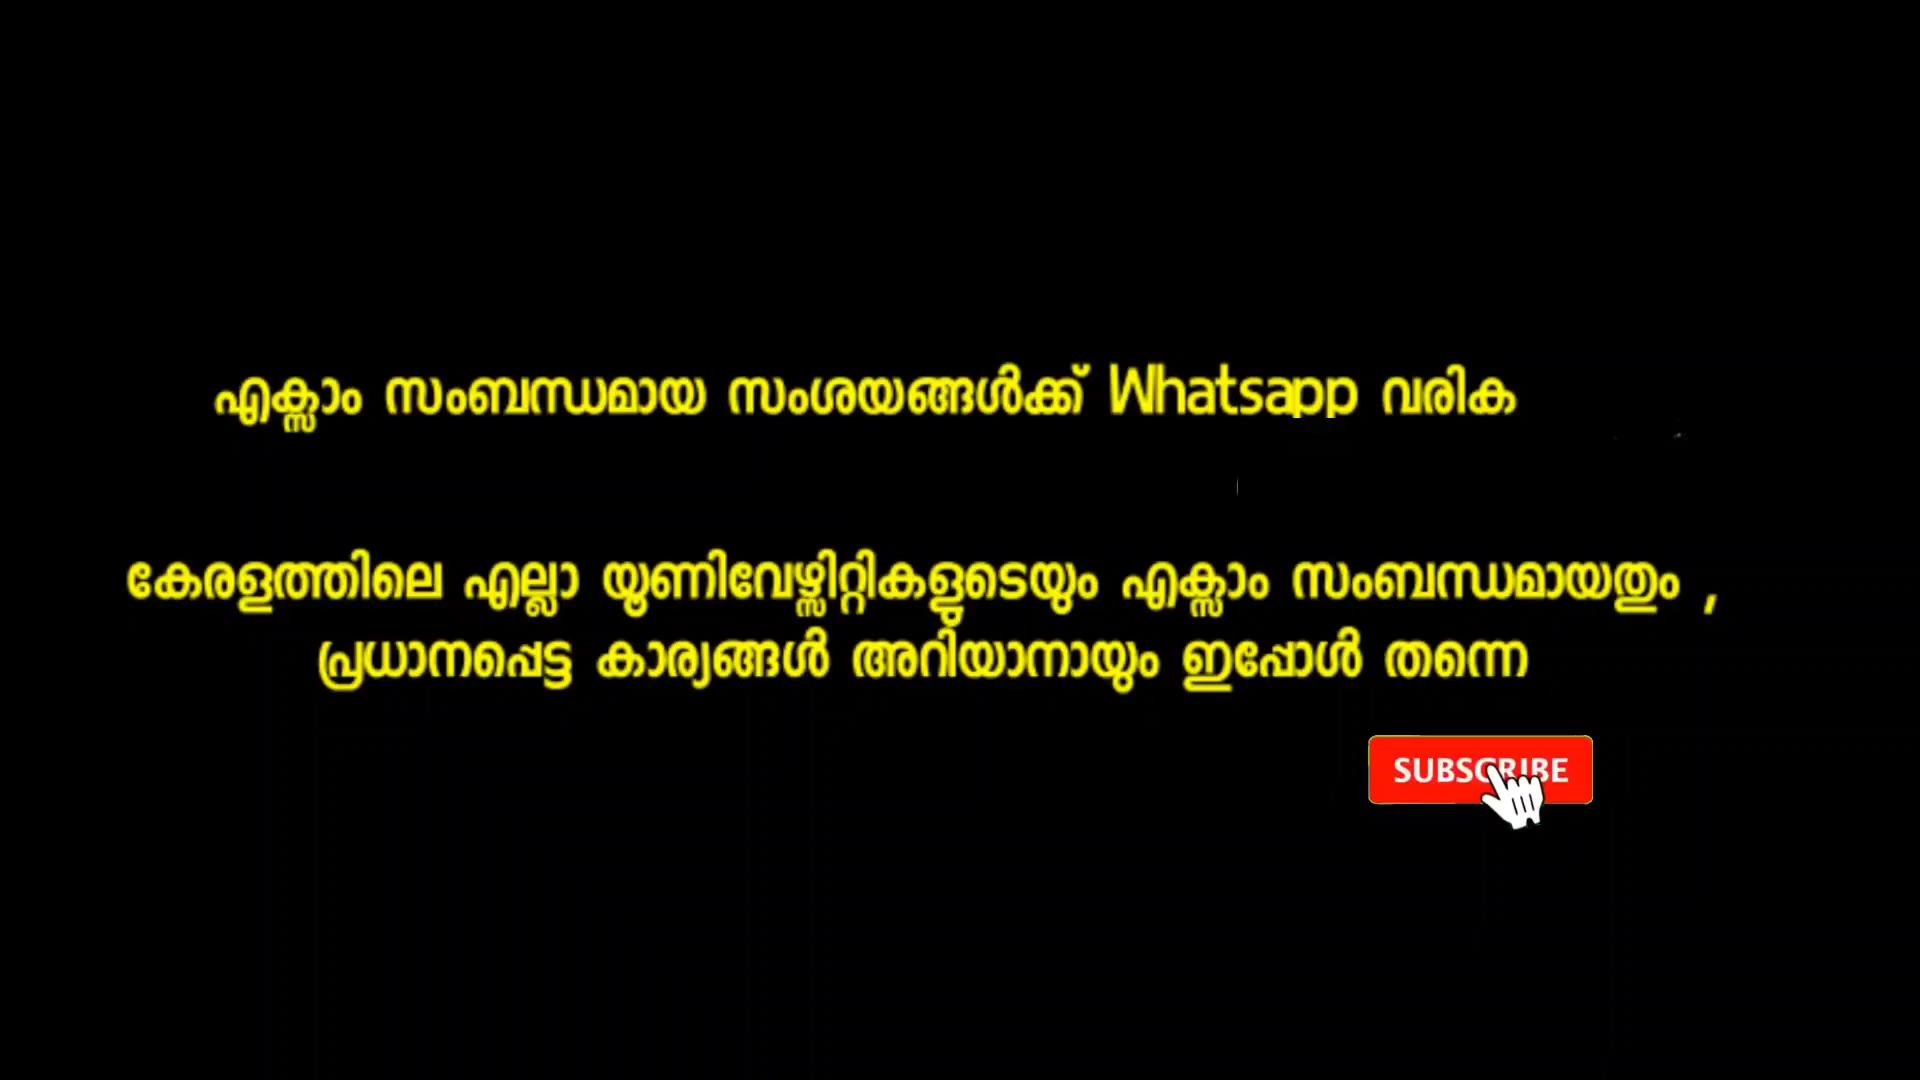 എക്സാം സംബന്ധമായ സംശയങ്ങൾക്ക് Whatsapp വരിക
കേരളത്തിലെ എല്ലാ യൂണിവേഴ്സിറ്റികളുടെയും എക്സാം സംബന്ധമായതും ,
പ്രധാനപ്പെട്ട കാര്യങ്ങൾ അറിയാനായും ഇപ്പോൾ തന്നെ
SUBSCRIBE